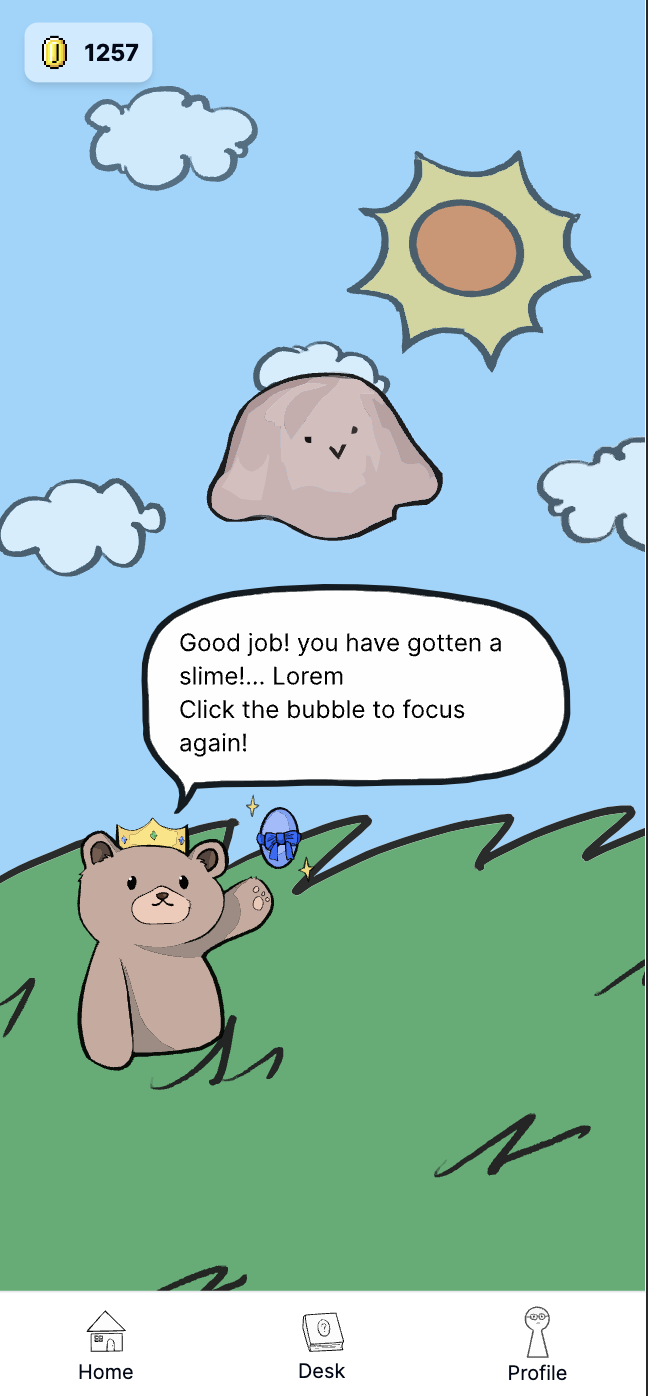 1257
Good job! you have gotten a
slime!... Lorem
Click the bubble to focus
again!
Home
Desk
Profile